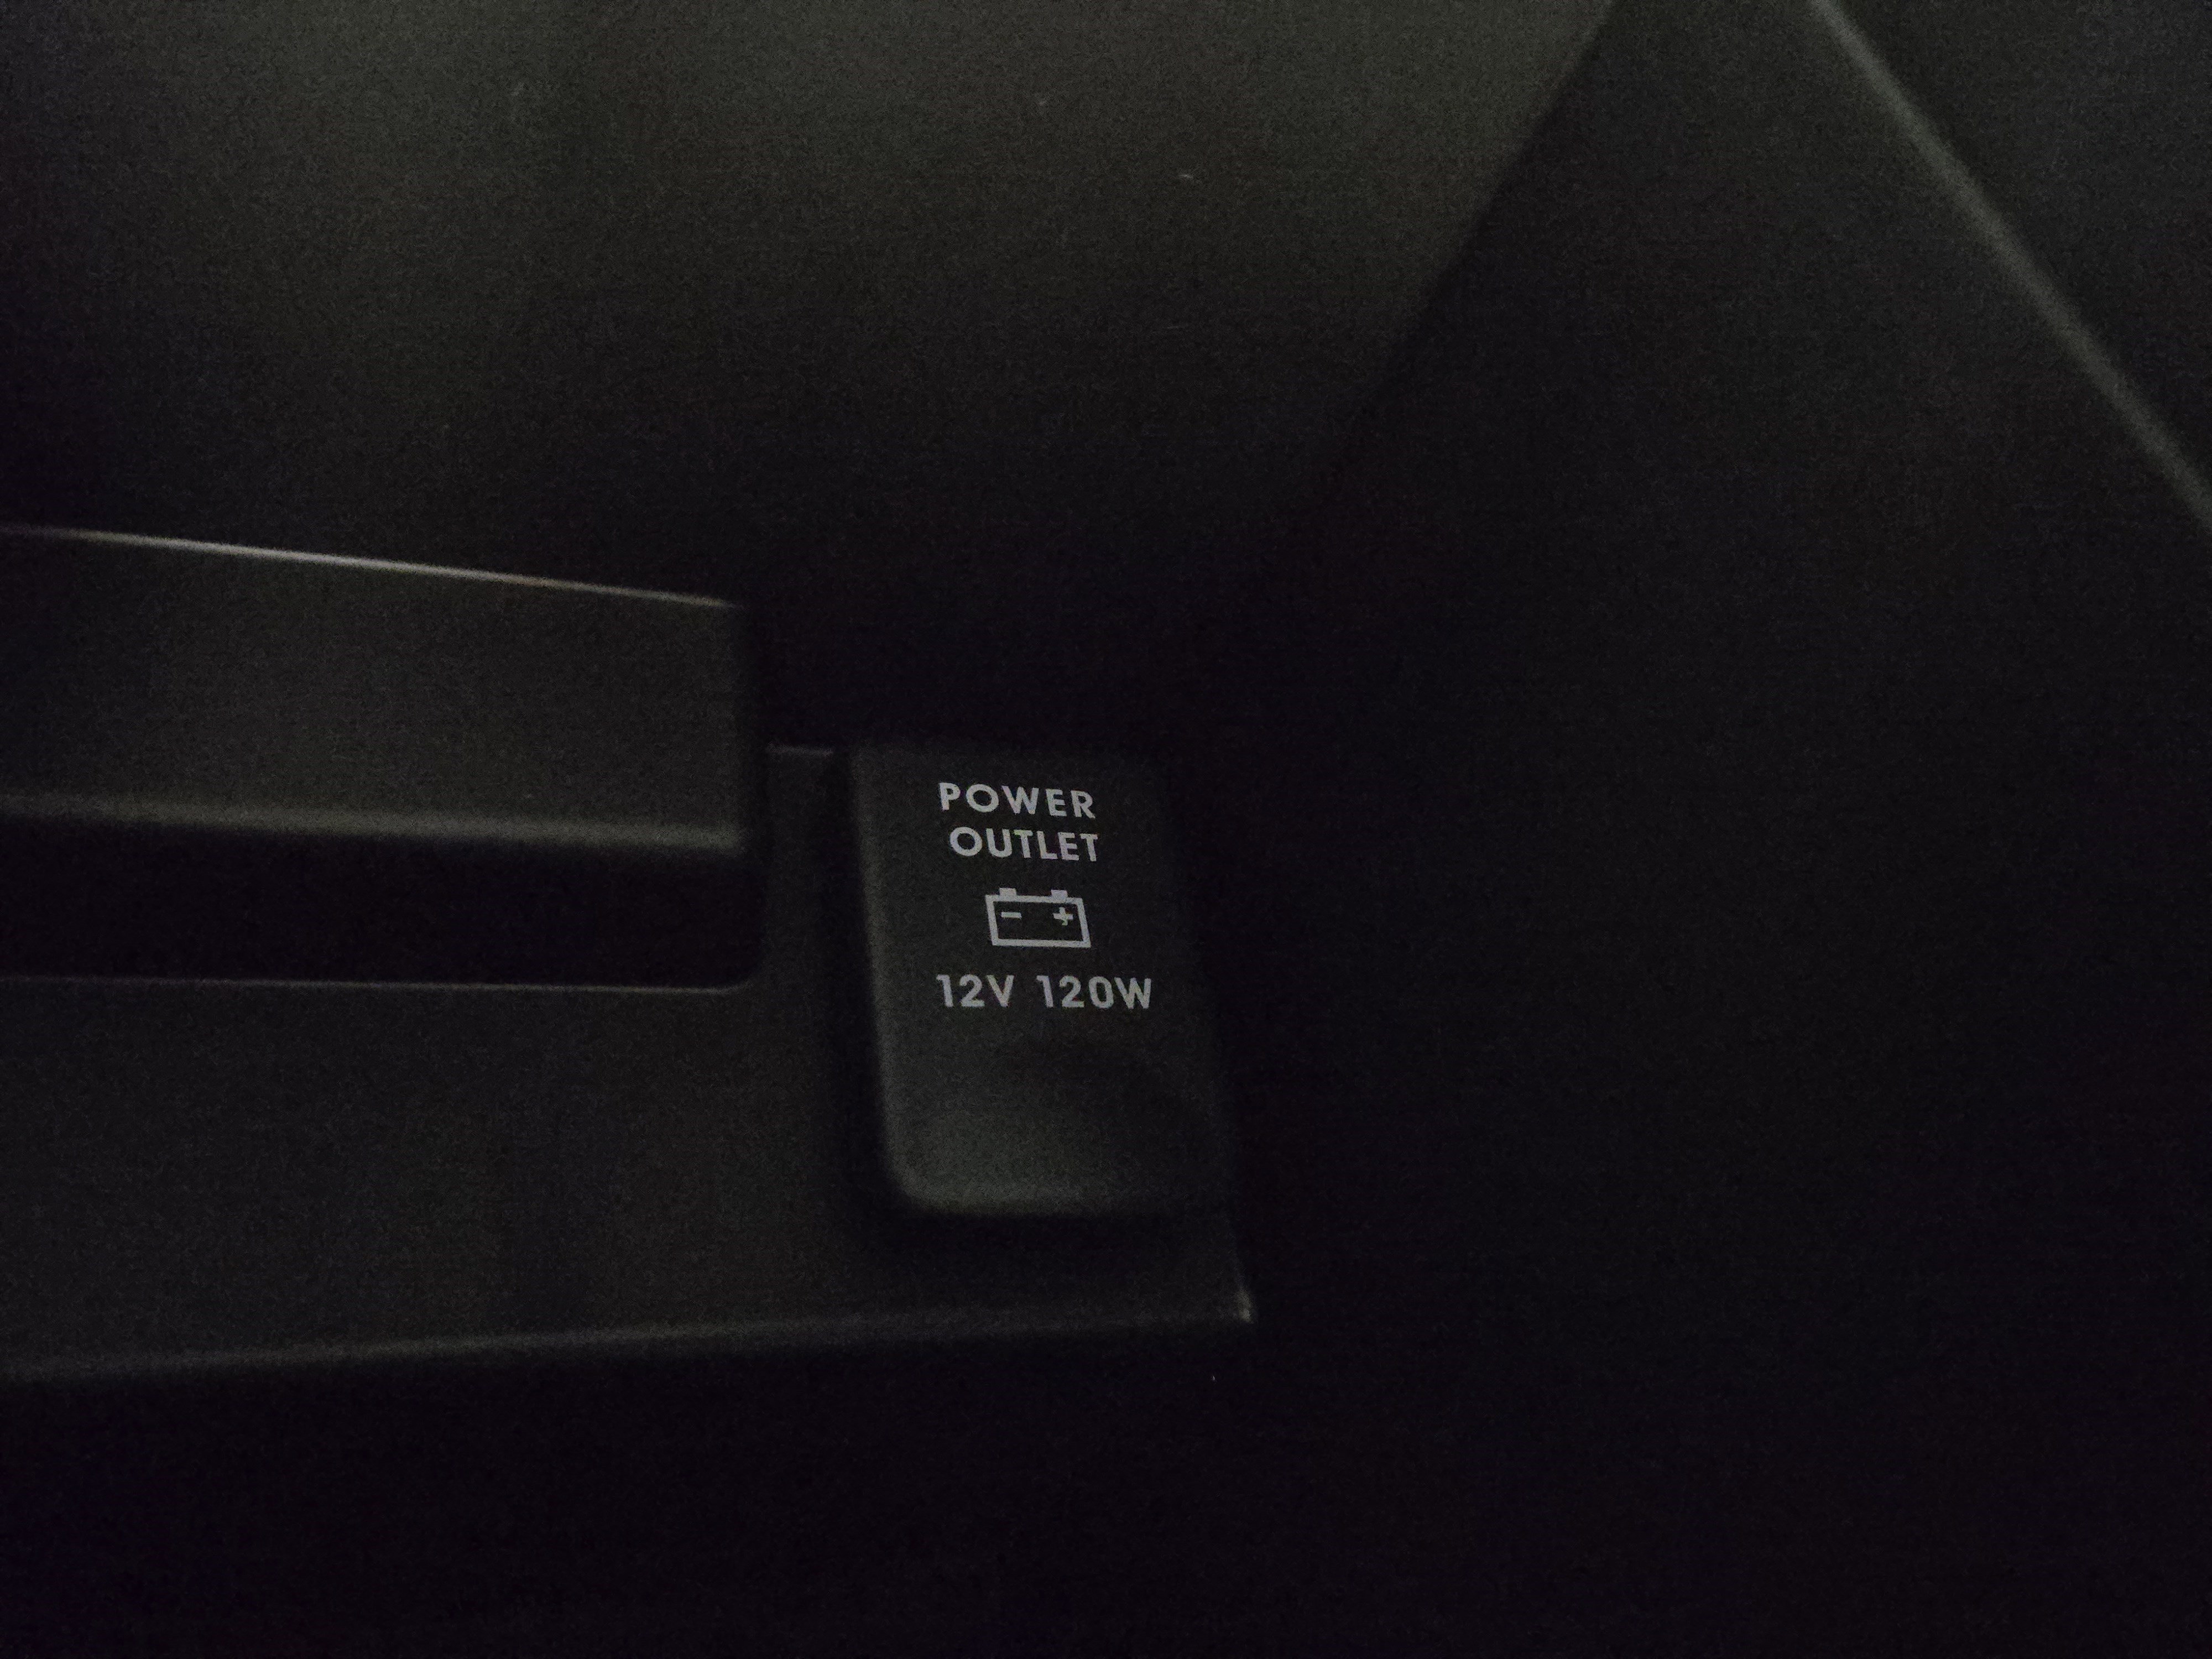 POWER
OUTLET
- +
12V 120W